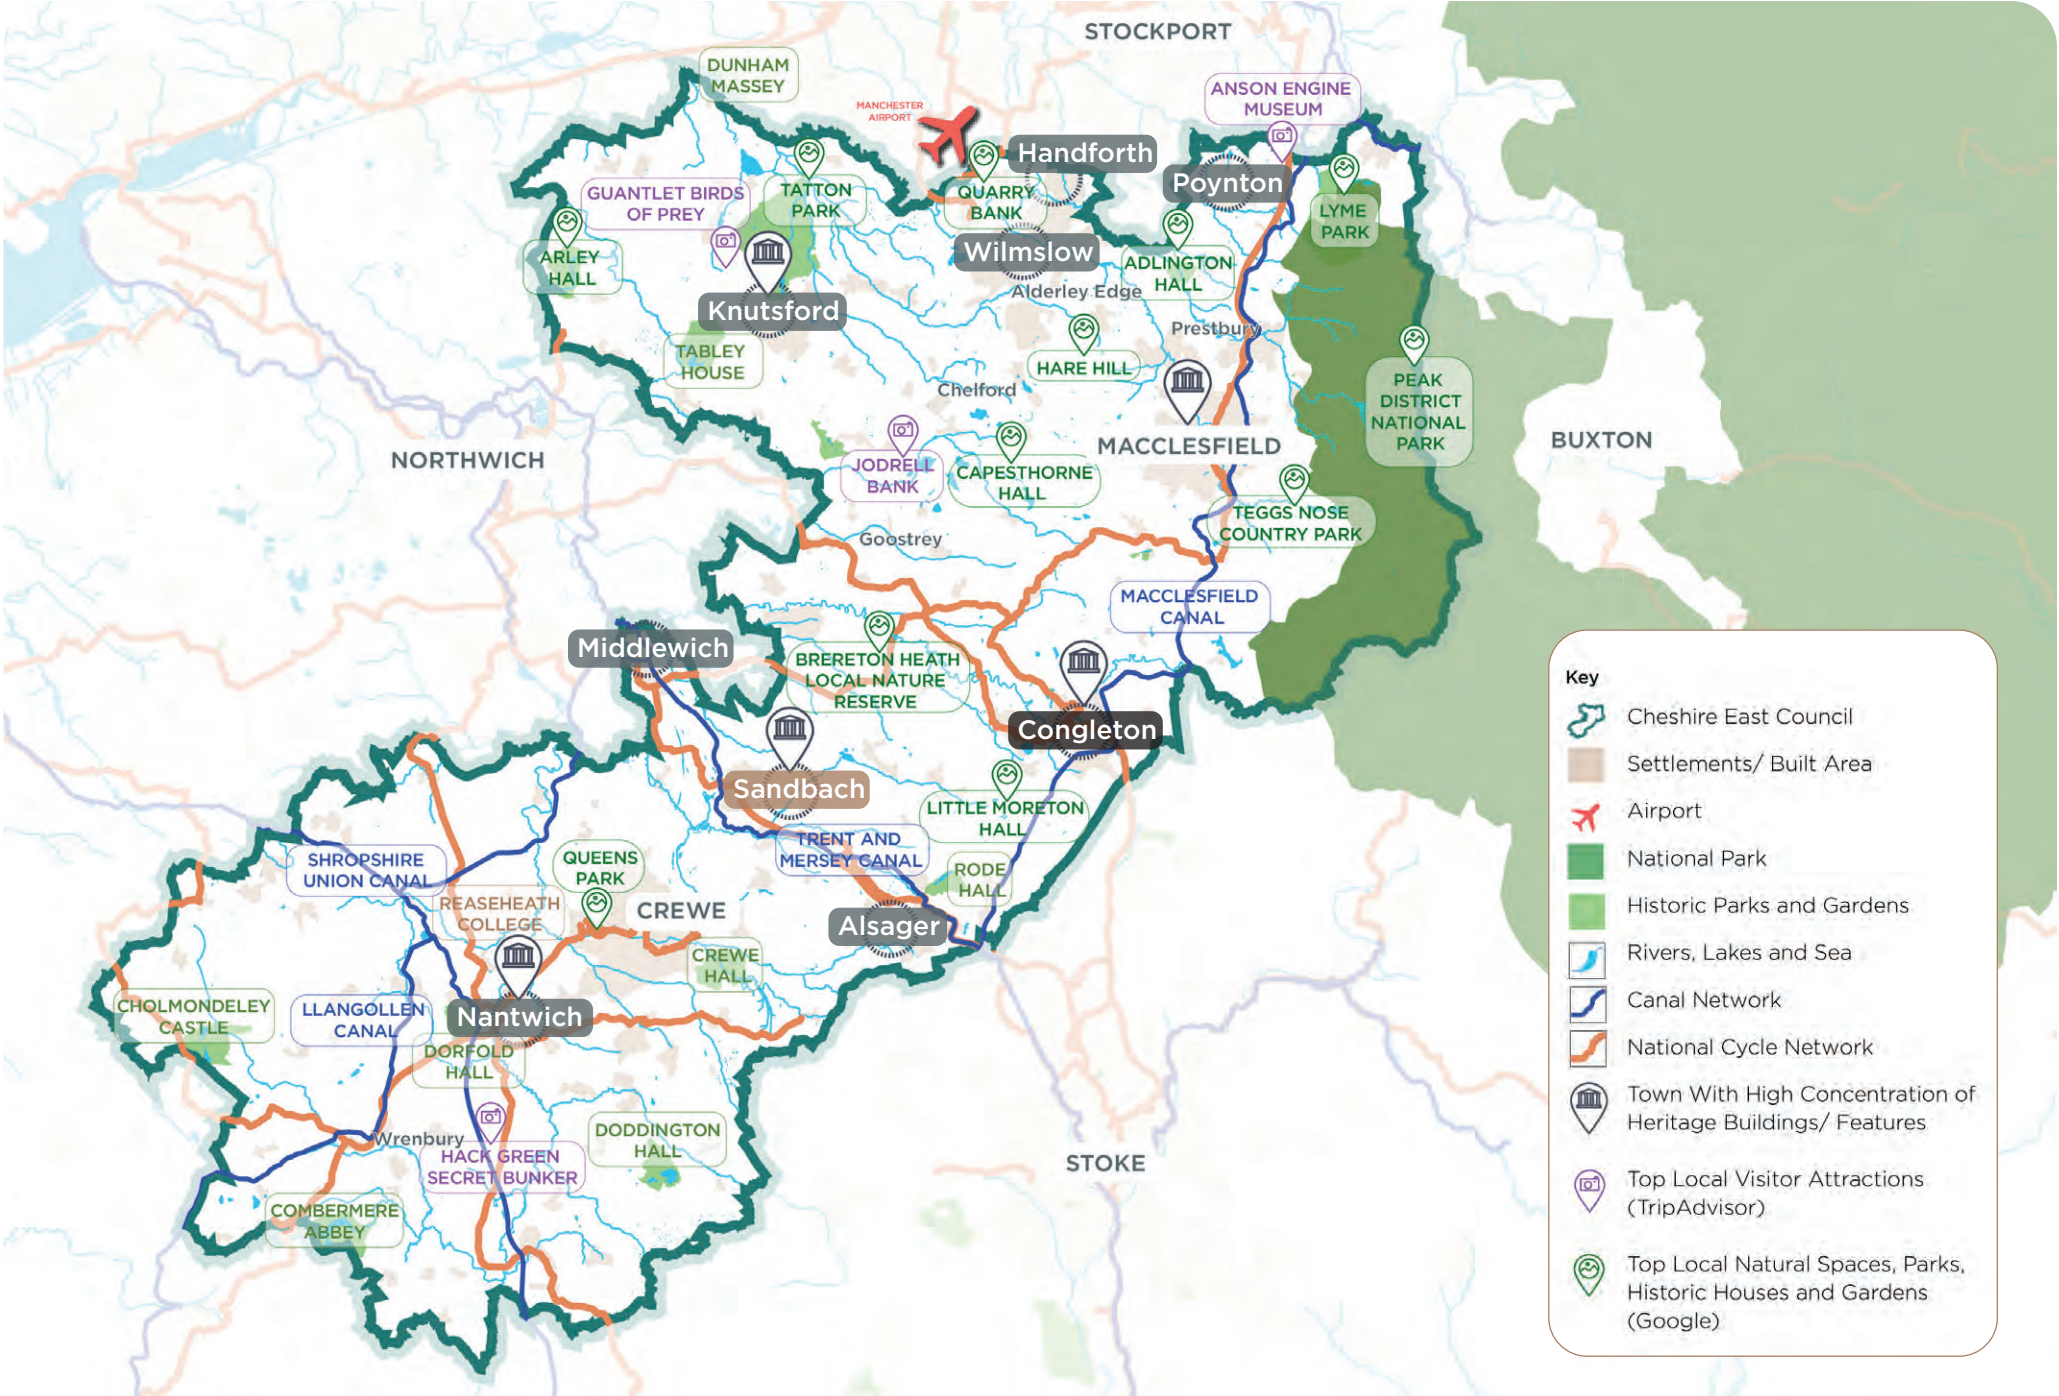 STOCKPORT
DUNHAM
MASSEY
ANSON ENGINE
MUSEUM
MANCHESTER
AIRPORT
Handforth
Poynton
GUANTLET BIRDS
OF PREY
TATTON
PARK
QUARRY
BANK
LYME
PARK
ARLEY
HALL
Wilmslow
ADLINGTON
HALL
Alderley Edge
Knutsford
Prestbury
TABLEY
HOUSE
HARE HILL
PEAK
DISTRICT
NATIONAL
PARK
Chelford
NORTHWICH
MACCLESFIELD
BUXTON
JODRELL
BANK
CAPESTHORNE
HALL
TEGGS NOSE
COUNTRY PARK
Goostrey
MACCLESFIELD
CANAL
Middlewich
BRERETON HEATH
LOCAL NATURE
RESERVE
Congleton
Sandbach
LITTLE MORETON
HALL
TRENT AND
MERSEY CANAL
SHROPSHIRE
UNION CANAL
QUEENS
PARK
RODE
HALL
REASEHEATH
COLLEGE
CREWE
Alsager
CREWE
HALL
CHOLMONDELEY
CASTLE
LLANGOLLEN
CANAL
Nantwich
DORFOLD
HALL
Wrenbury
DODDINGTON
HALL
HACK GREEN
SECRET BUNKER
STOKE
COMBERMERE
ABBEY
Key
Cheshire East Council
Settlements/ Built Area
Airport
National Park
Historic Parks and Gardens
Rivers, Lakes and Sea
Canal Network
National Cycle Network
Town With High Concentration of
Heritage Buildings/ Features
Top Local Visitor Attractions
(TripAdvisor)
Top Local Natural Spaces, Parks,
Historic Houses and Gardens
(Google)